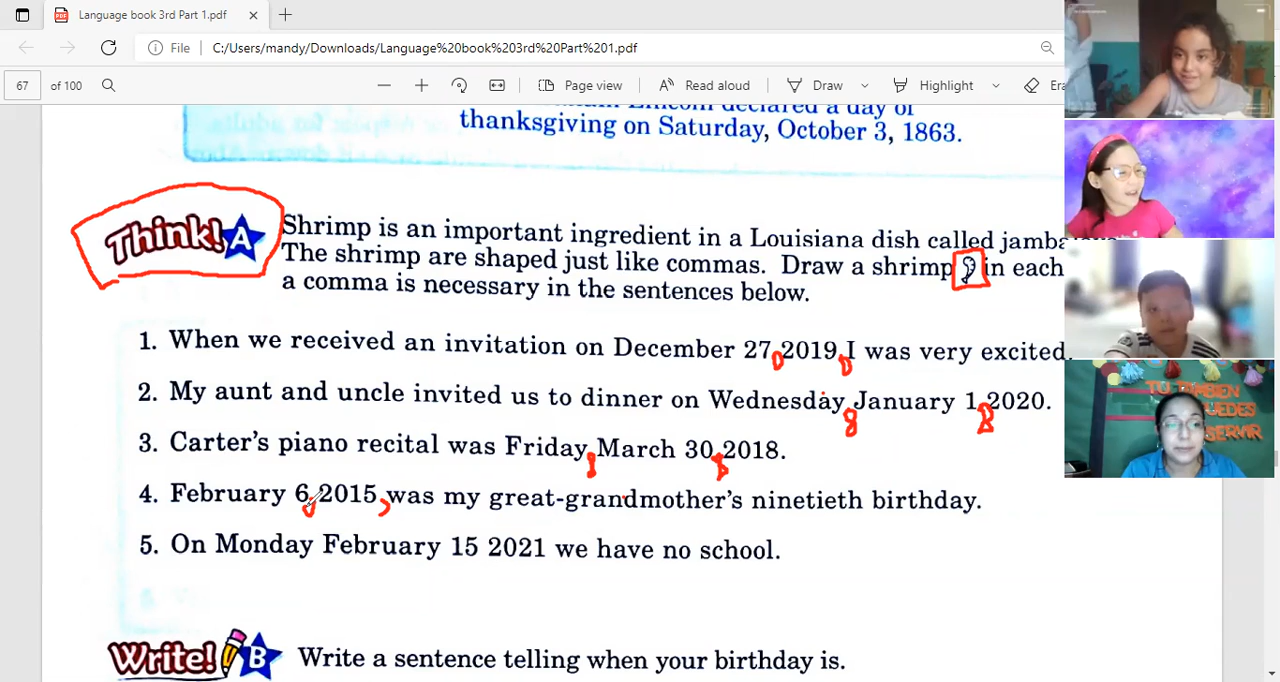 Language book 3rd Part 1.pdf
File C:/Users/mandy/Downloads/Language%20book%203rd%20Part%201.pdf
67 of 100 Page view Read aloud Draw Highlight Era
Lincoln declared a day of
thanksgiving on Saturday, October 3, 1863.
Think! A Shrimp is an important ingredient in a Louisiana dish called
The shrimp are shaped just like commas. Draw a shrimp , in each
a comma is necessary in the sentences below.
1. When we received an invitation on December 27, 2019, I was very excited.
2. My aunt and uncle invited us to dinner on Wednesday, January 1, 2020.
3. Carter's piano recital was Friday, March 30, 2018.
4. February 6, 2015, was my great-grandmother's ninetieth birthday.
5. On Monday February 15 2021 we have no school.
Write! B Write a sentence telling when your birthday is.
TU TAMBIEN
PUEDES
SERVIR